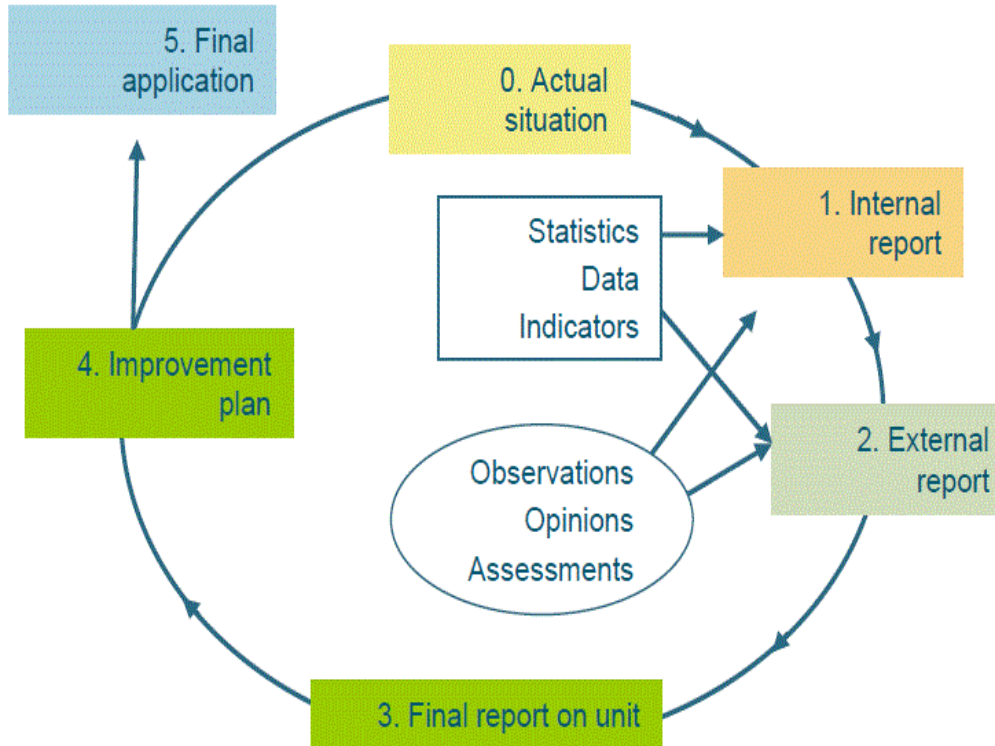 5. Final
application
0. Actual
situation
1. Internal
report
Statistics
Data
Indicators
4. Improvement
plan
2. External
report
Observations
Opinions
Assessments
3. Final report on unit